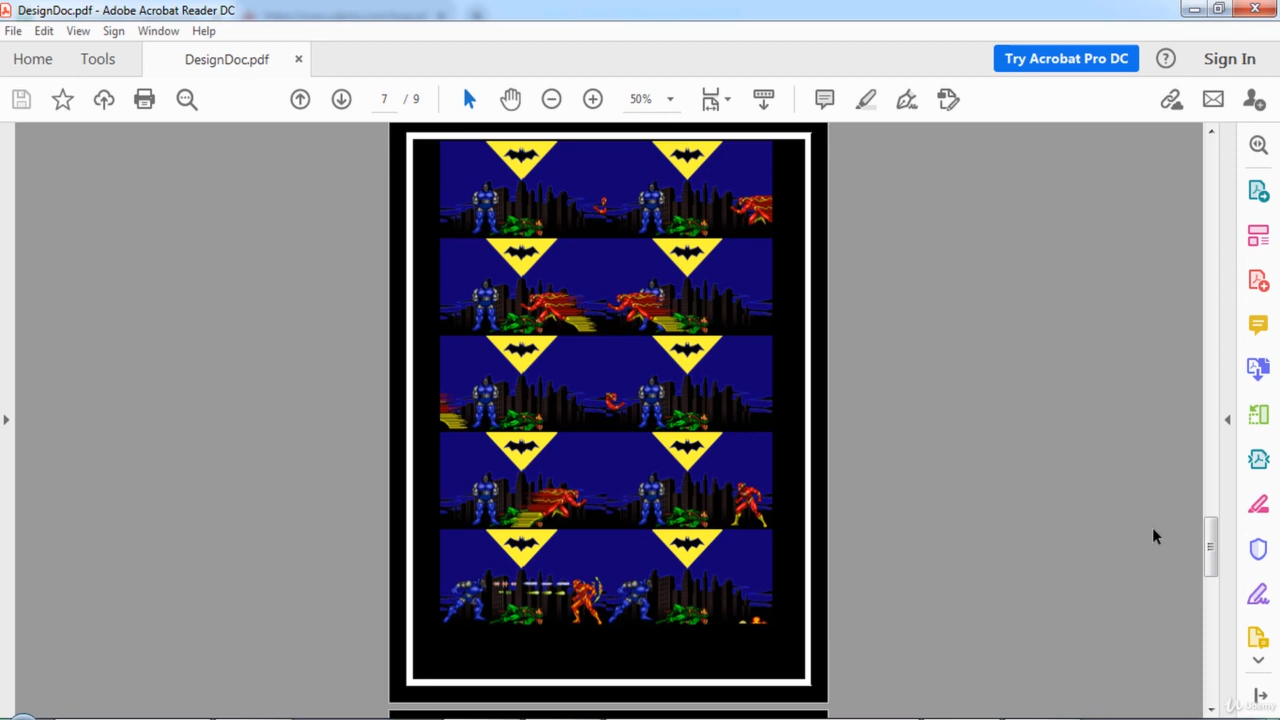 DesignDoc.pdf - Adobe Acrobat Reader DC
File Edit View Sign Window Help
Home Tools DesignDoc.pdf × Try Acrobat Pro DC ? Sign In
7 / 9 50%
Udemy